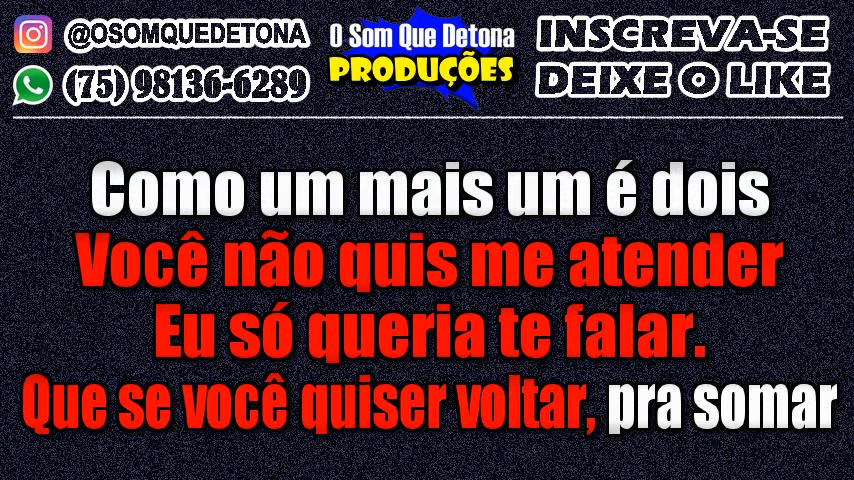 @OSOMQUEDETONA
(75) 98136-6289
O Som Que Detona
PRODUÇÕES
INSCREVA-SE
DEIXE O LIKE
Como um mais um é dois
Você não quis me atender
Eu só queria te falar.
Que se você quiser voltar, pra somar